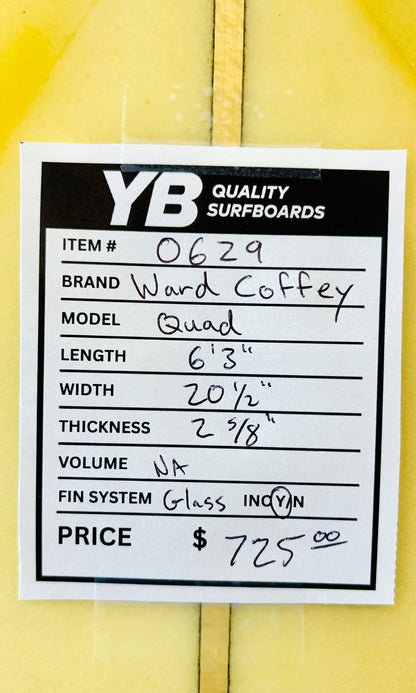 YB QUALITY
SURFBOARDS
ITEM # 0629
BRAND Ward Coffey
MODEL Quad
LENGTH 6'3"
WIDTH 20 1/2"
THICKNESS 2 5/8"
VOLUME NA
FIN SYSTEM Glass INC Y/N
PRICE $ 725.00